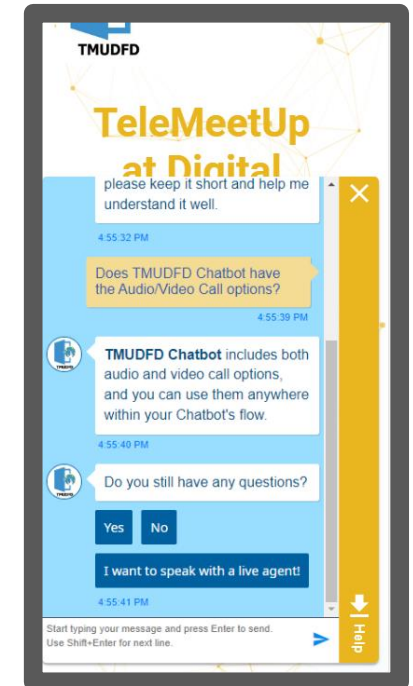 TMUDFD
TeleMeetUp
at Digital
please keep it short and help me
understand it well.
4:55:32 PM
Does TMUDFD Chatbot have
the Audio/Video Call options?
4:55:39 PM
TMUDFD Chatbot includes both
audio and video call options,
and you can use them anywhere
within your Chatbot's flow.
4:55:40 PM
Do you still have any questions?
Yes
No
I want to speak with a live agent!
4:55:41 PM
Start typing your message and press Enter to send.
Use Shift+Enter for next line.
Help